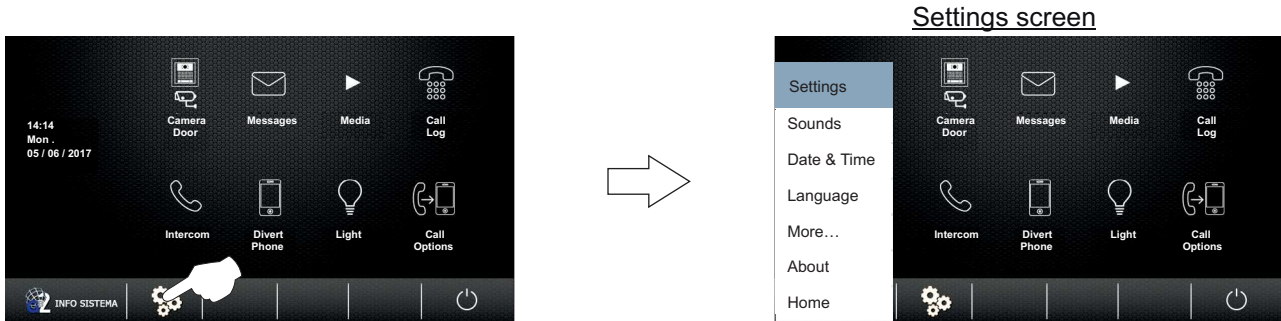 Settings screen
14:14
Mon .
05 / 06 / 2017
Camera
Door
Messages
Media
Call
Log
Intercom
Divert
Phone
Light
Call
Options
G2 INFO SISTEMA
Settings
Sounds
Date & Time
Language
More…
About
Home
Camera
Door
Messages
Media
Call
Log
Intercom
Divert
Phone
Light
Call
Options